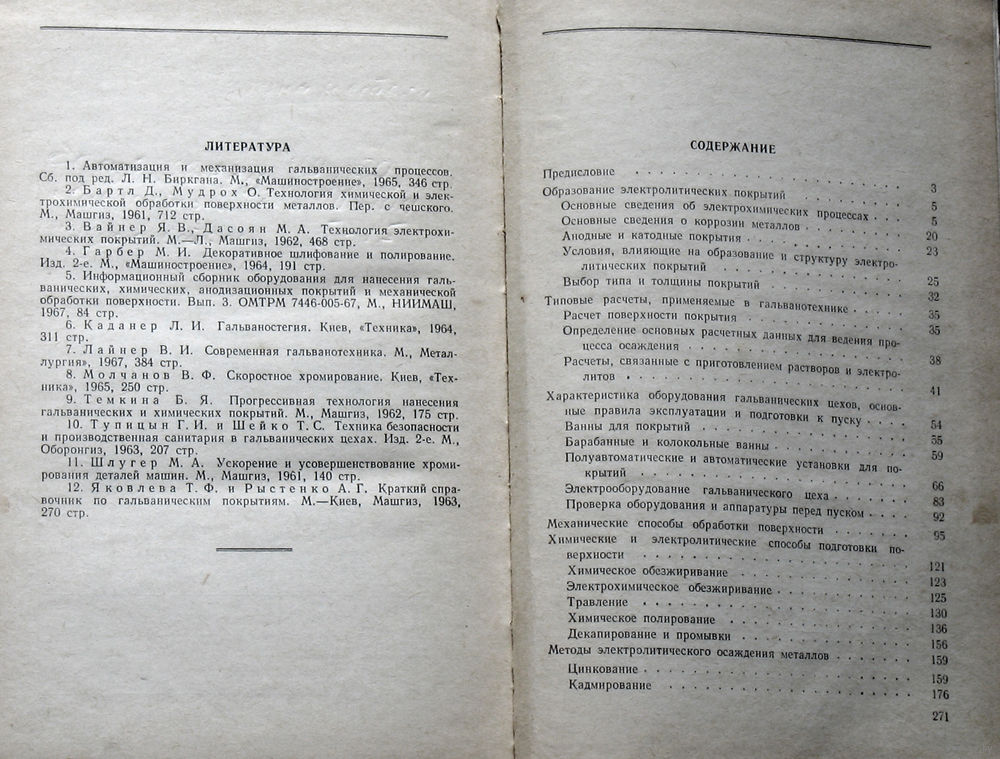 ЛИТЕРАТУРА
1. Автоматизация и механизация гальванических процессов.
Сб. под ред. Л. Н. Биркгана. М., «Машиностроение», 1965, 346 стр.
2. Бартл Д., Мудрох О. Технология химической и элек-
трохимической обработки поверхности металлов. Пер. с чешского.
М., Машгиз, 1961, 712 стр.
3. Вайнер Я. В., Дасоян М. А. Технология электрохи-
мических покрытий. М.—Л., Машгиз, 1962, 468 стр.
4. Гарбер М. И. Декоративное шлифование и полирование.
Изд. 2-е. М., «Машиностроение», 1964, 191 стр.
5. Информационный сборник оборудования для нанесения галь-
ванических, химических, анодизационных покрытий и механической
обработки поверхности. Вып. 3. ОМТРМ 7446-005-67, М., НИИМАШ,
1967, 84 стр.
6. Каданер Л. И. Гальваностегия. Киев, «Техника», 1964,
311 стр.
7. Лайнер В. И. Современная гальванотехника. М., Метал-
лургия», 1967, 384 стр.
8. Молчанов В. Ф. Скоростное хромирование. Киев, «Тех-
ника», 1965, 250 стр.
9. Темкина Б. Я. Прогрессивная технология нанесения
гальванических и химических покрытий. М., Машгиз, 1962, 175 стр.
10. Тупицын Г. И. и Шейко Т. С. Техника безопасности
и производственная санитария в гальванических цехах. Изд. 2-е. М.,
Оборонгиз, 1963, 207 стр.
11. Шлугер М. А. Ускорение и усовершенствование хроми-
рования деталей машин. М., Машгиз, 1961, 140 стр.
12. Яковлева Т. Ф. и Рыстенко А. Г. Краткий спра-
вочник по гальваническим покрытиям. М.—Киев, Машгиз, 1963,
270 стр.
СОДЕРЖАНИЕ
Предисловие . . . 3
Образование электролитических покрытий . . . 5
Основные сведения об электрохимических процессах . . . 5
Основные сведения о коррозии металлов . . . 20
Анодные и катодные покрытия . . . 23
Условия, влияющие на образование и структуру электро-
литических покрытий . . . 25
Выбор типа и толщины покрытий . . . 32
Типовые расчеты, применяемые в гальванотехнике . . . 35
Расчет поверхности покрытия . . . 35
Определение основных расчетных данных для ведения про-
цесса осаждения . . . 38
Расчеты, связанные с приготовлением растворов и электро-
литов . . . 41
Характеристика оборудования гальванических цехов, основ-
ные правила эксплуатации и подготовки к пуску . . . 54
Ванны для покрытий . . . 55
Барабанные и колокольные ванны . . . 59
Полуавтоматические и автоматические установки для по-
крытий . . . 66
Электрооборудование гальванического цеха . . . 83
Проверка оборудования и аппаратуры перед пуском . . . 92
Механические способы обработки поверхности . . . 95
Химические и электролитические способы подготовки по-
верхности . . . 121
Химическое обезжиривание . . . 123
Электрохимическое обезжиривание . . . 125
Травление . . . 130
Химическое полирование . . . 136
Декапирование и промывки . . . 156
Методы электролитического осаждения металлов . . . 159
Цинкование . . . 159
Кадмирование . . . 176
271